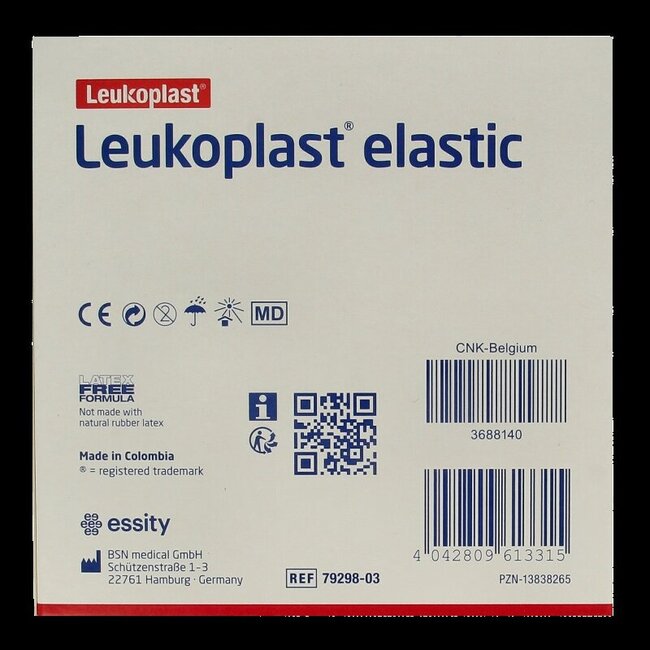 Leukoplast®
Leukoplast® elastic
CE 2 MD
CNK-Belgium
3688140
LATEX
FREE
FORMULA
Not made with
natural rubber latex
Made in Colombia
® = registered trademark
essity
BSN medical GmbH
Schützenstraße 1-3
22761 Hamburg · Germany
REF 79298-03
4 042809 613315
PZN-13838265